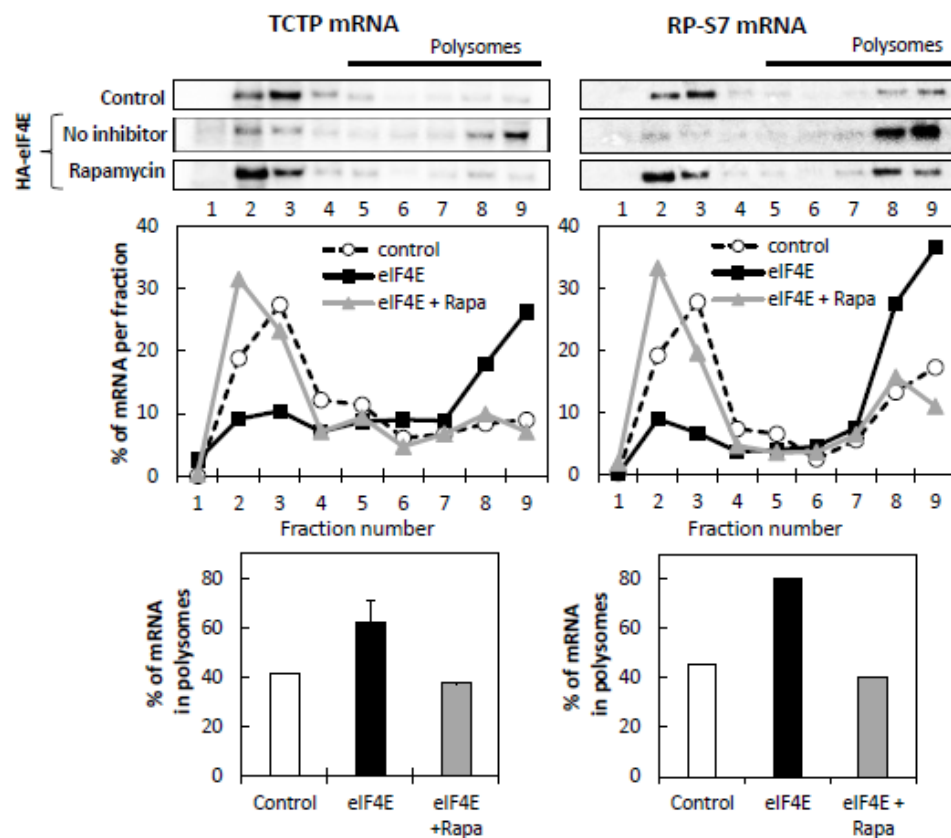 TCTP mRNA
RP-S7 mRNA
Polysomes
Polysomes
Control
HA-eIF4E
No inhibitor
Rapamycin
1 2 3 4 5 6 7 8 9
1 2 3 4 5 6 7 8 9
% of mRNA per fraction
40
30
20
10
0
control
eIF4E
eIF4E + Rapa
1 2 3 4 5 6 7 8 9
Fraction number
40
30
20
10
0
control
eIF4E
eIF4E + Rapa
1 2 3 4 5 6 7 8 9
Fraction number
% of mRNA
in polysomes
80
60
40
20
0
Control
eIF4E
eIF4E
+Rapa
% of mRNA
in polysomes
80
60
40
20
0
Control
eIF4E
eIF4E +
Rapa